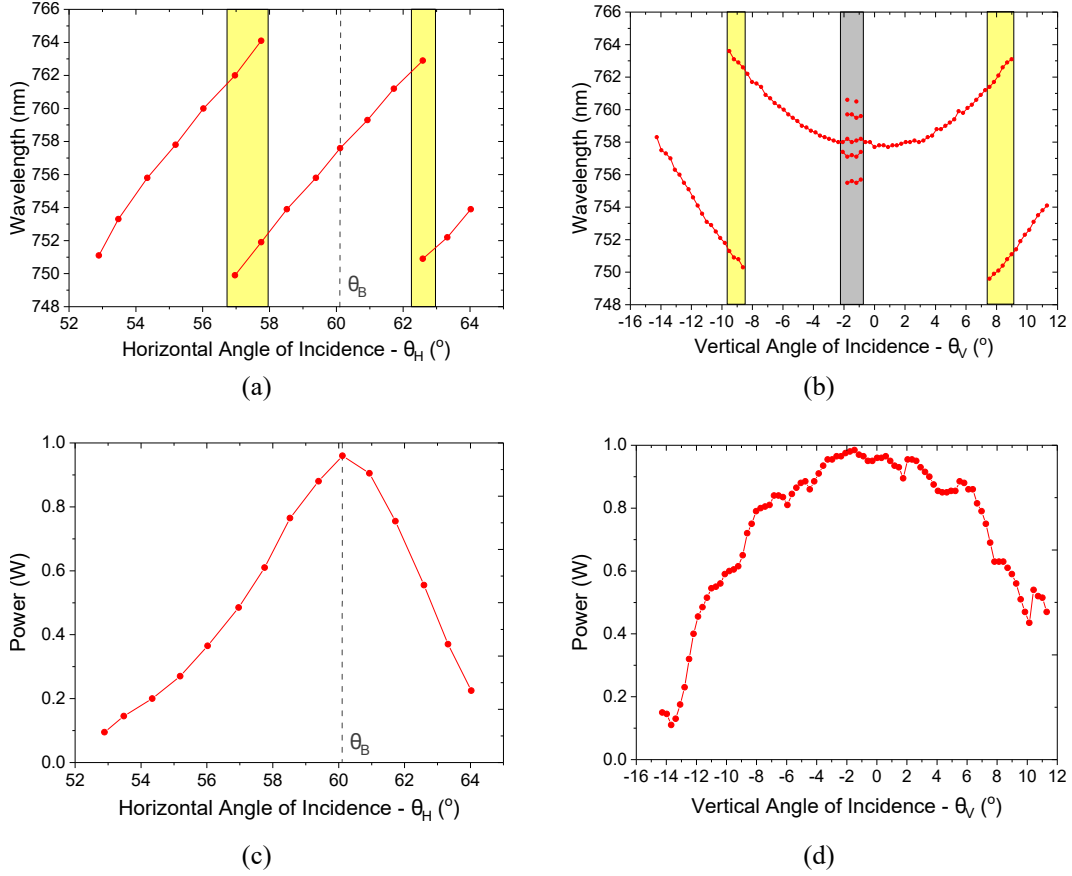 766
764
762
760
758
756
754
752
750
748
Wavelength (nm)
52 54 56 58 60 62 64
θB
Horizontal Angle of Incidence - θH (o)
(a)
766
764
762
760
758
756
754
752
750
748
Wavelength (nm)
-16 -14 -12 -10 -8 -6 -4 -2 0 2 4 6 8 10 12
Vertical Angle of Incidence - θV (o)
(b)
1.0
0.8
0.6
0.4
0.2
0.0
Power (W)
52 54 56 58 60 62 64
θB
Horizontal Angle of Incidence - θH (o)
(c)
1.0
0.8
0.6
0.4
0.2
0.0
Power (W)
-16 -14 -12 -10 -8 -6 -4 -2 0 2 4 6 8 10 12
Vertical Angle of Incidence - θV (o)
(d)